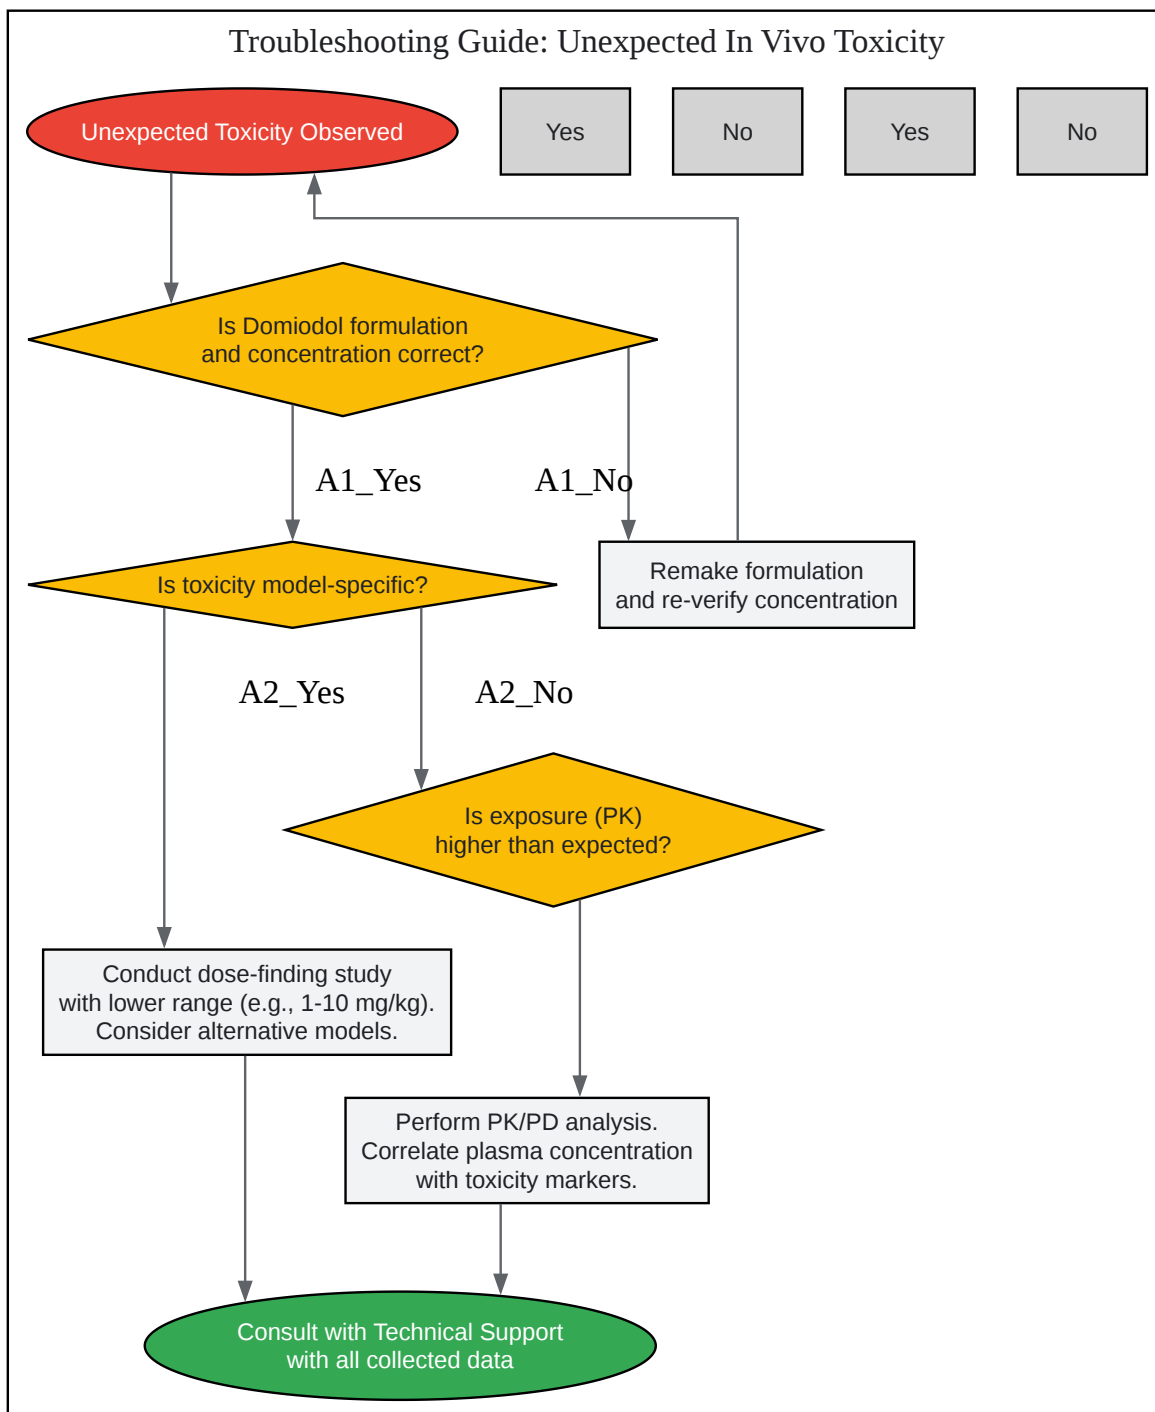 Troubleshooting Guide: Unexpected In Vivo Toxicity
Unexpected Toxicity Observed
Yes
No
Yes
No
Is Domiodol formulation
and concentration correct?
A1_Yes
A1_No
Is toxicity model-specific?
Remake formulation
and re-verify concentration
A2_Yes
A2_No
Is exposure (PK)
higher than expected?
Conduct dose-finding study
with lower range (e.g., 1-10 mg/kg).
Consider alternative models.
Perform PK/PD analysis.
Correlate plasma concentration
with toxicity markers.
Consult with Technical Support
with all collected data